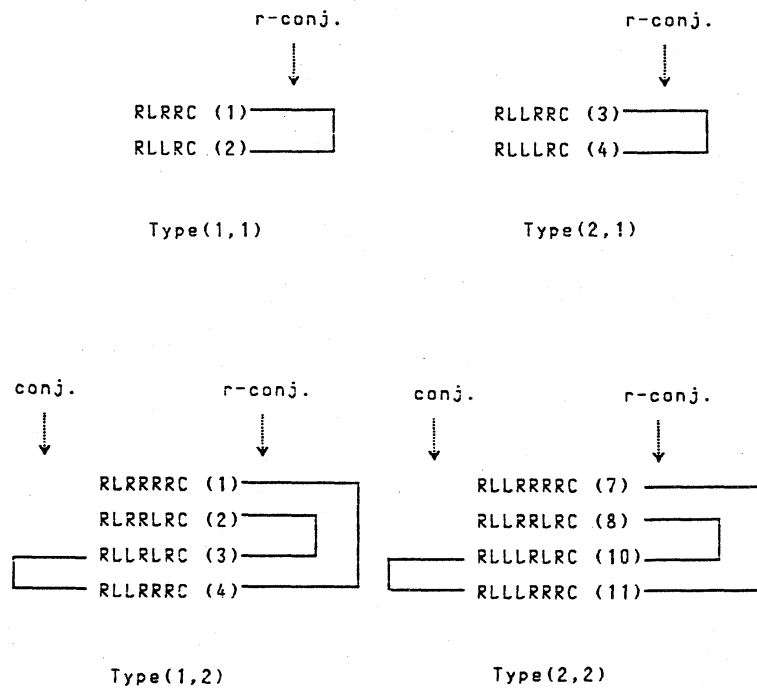 r-conj. r-conj.
RLRRC (1) RLLRRC (3)
RLLRC (2) RLLLRC (4)
Type(1,1) Type(2,1)
conj. r-conj. conj. r-conj.
RLRRRRC (1) RLLRRRRC (7)
RLRRLRC (2) RLLRRLRC (8)
RLLRLRC (3) RLLLRLRC (10)
RLLRRRC (4) RLLLRRRC (11)
Type(1,2) Type(2,2)